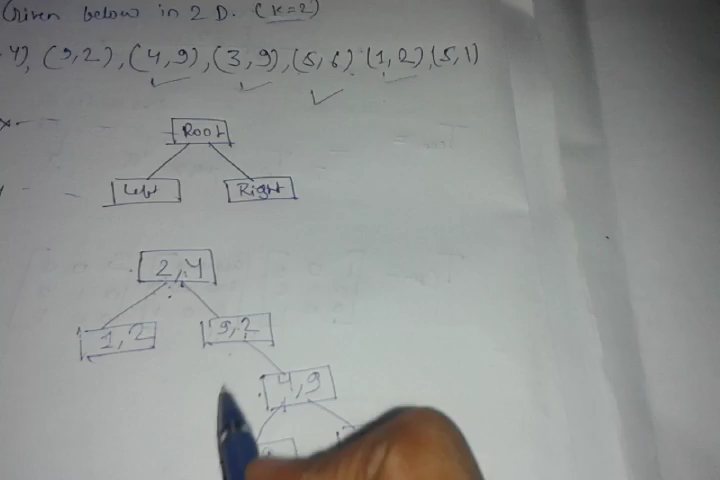 Given below in 2 D. (K=2)
4), (9,2), (4,9), (3,9), (5,6), (1,2), (5,1)
Root
Left Right
2,4
1,2 9,2
4,9